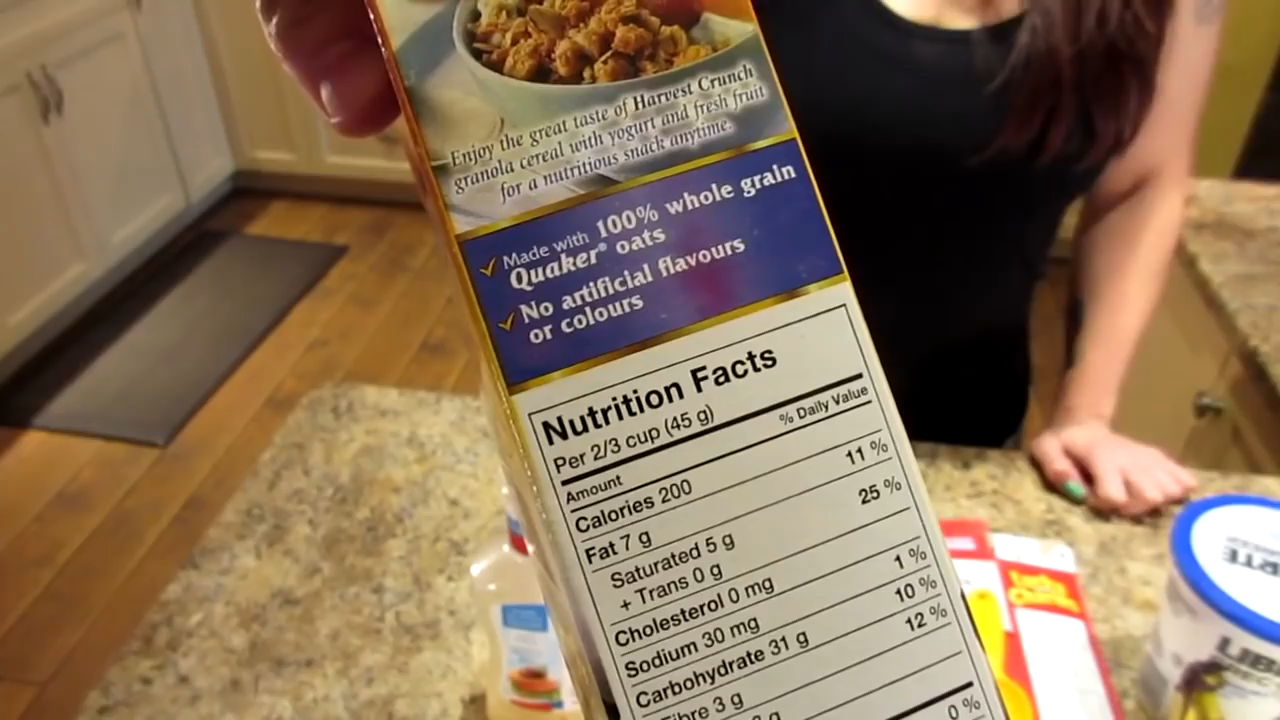 Enjoy the great taste of Harvest Crunch
granola cereal with yogurt and fresh fruit
for a nutritious snack anytime.
✓ Made with 100% whole grain
Quaker® oats
✓ No artificial flavours
or colours
Nutrition Facts
Per 2/3 cup (45 g)
Amount % Daily Value
Calories 200
Fat 7 g 11 %
Saturated 5 g 25 %
+ Trans 0 g
Cholesterol 0 mg
Sodium 30 mg 1 %
Carbohydrate 31 g 10 %
Fibre 3 g 12 %
g
0 %
Lucky
Charms